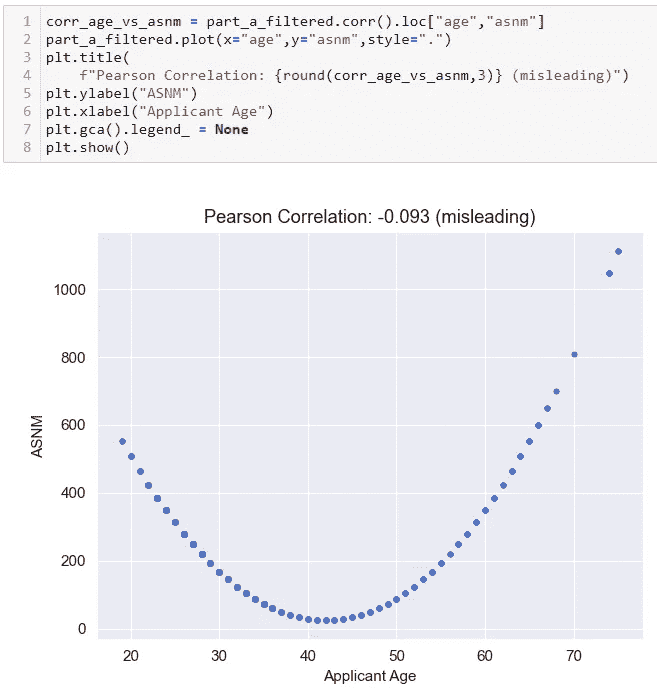 1 corr_age_vs_asnm = part_a_filtered.corr().loc["age","asnm"]
2 part_a_filtered.plot(x="age",y="asnm",style=".")
3 plt.title(
4     f"Pearson Correlation: {round(corr_age_vs_asnm,3)} (misleading)")
5 plt.ylabel("ASNM")
6 plt.xlabel("Applicant Age")
7 plt.gca().legend_ = None
8 plt.show()
Pearson Correlation: -0.093 (misleading)
1000
800
600
400
200
0
ASNM
20 30 40 50 60 70
Applicant Age